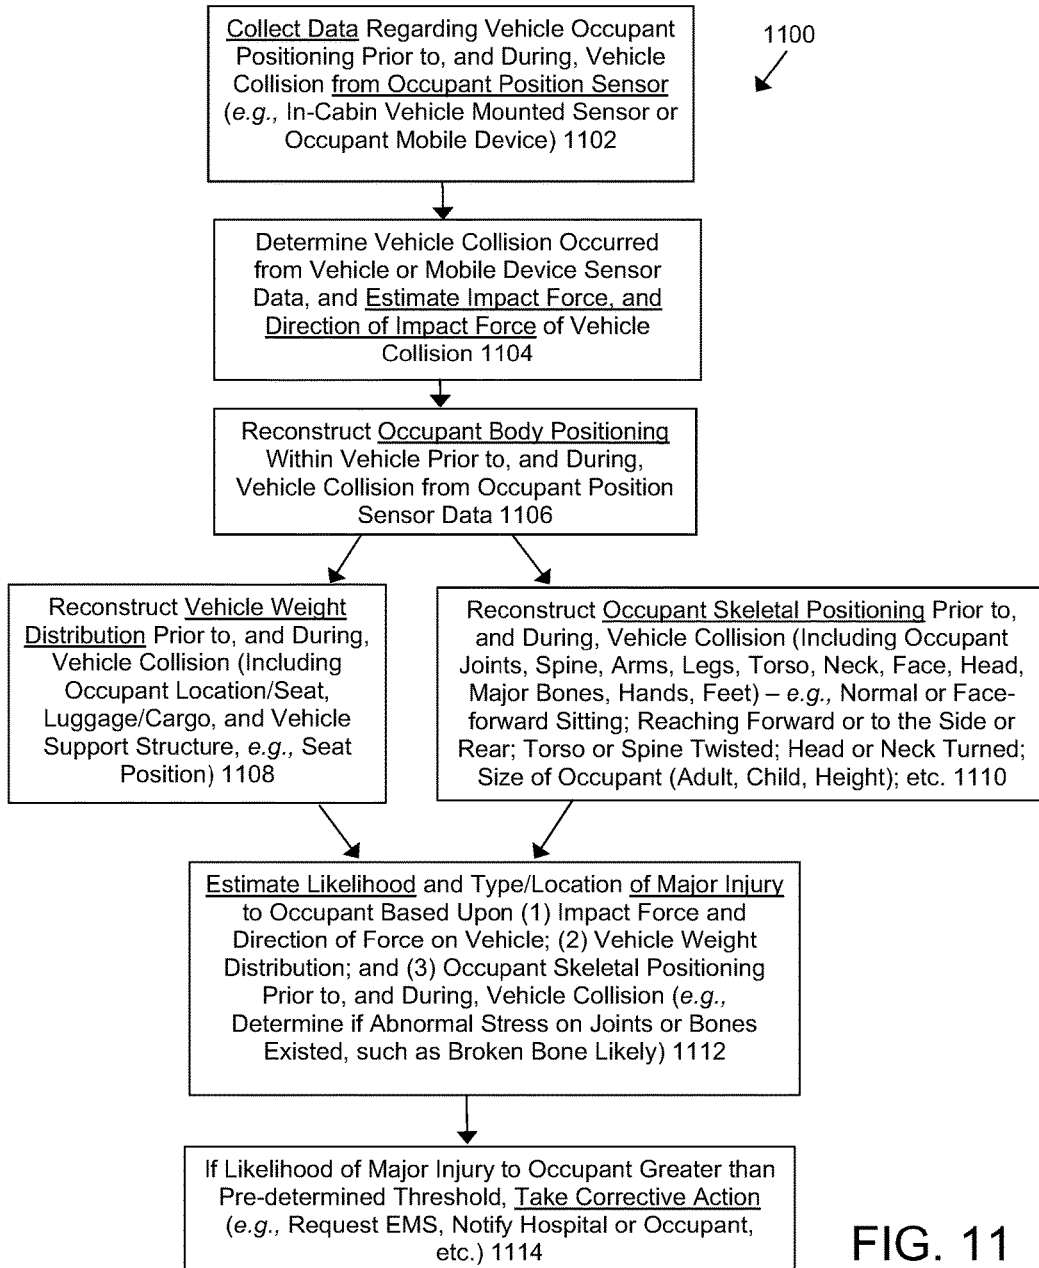 Collect Data Regarding Vehicle Occupant
Positioning Prior to, and During, Vehicle
Collision from Occupant Position Sensor
(e.g., In-Cabin Vehicle Mounted Sensor or
Occupant Mobile Device) 1102
1100
Determine Vehicle Collision Occurred
from Vehicle or Mobile Device Sensor
Data, and Estimate Impact Force, and
Direction of Impact Force of Vehicle
Collision 1104
Reconstruct Occupant Body Positioning
Within Vehicle Prior to, and During,
Vehicle Collision from Occupant Position
Sensor Data 1106
Reconstruct Vehicle Weight
Distribution Prior to, and During,
Vehicle Collision (Including
Occupant Location/Seat,
Luggage/Cargo, and Vehicle
Support Structure, e.g., Seat
Position) 1108
Reconstruct Occupant Skeletal Positioning Prior to,
and During, Vehicle Collision (Including Occupant
Joints, Spine, Arms, Legs, Torso, Neck, Face, Head,
Major Bones, Hands, Feet) – e.g., Normal or Face-
forward Sitting; Reaching Forward or to the Side or
Rear; Torso or Spine Twisted; Head or Neck Turned;
Size of Occupant (Adult, Child, Height); etc. 1110
Estimate Likelihood and Type/Location of Major Injury
to Occupant Based Upon (1) Impact Force and
Direction of Force on Vehicle; (2) Vehicle Weight
Distribution; and (3) Occupant Skeletal Positioning
Prior to, and During, Vehicle Collision (e.g.,
Determine if Abnormal Stress on Joints or Bones
Existed, such as Broken Bone Likely) 1112
If Likelihood of Major Injury to Occupant Greater than
Pre-determined Threshold, Take Corrective Action
(e.g., Request EMS, Notify Hospital or Occupant,
etc.) 1114
FIG. 11